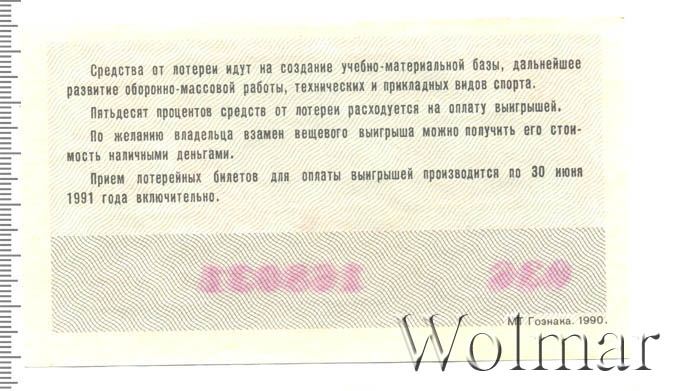 Средства от лотереи идут на создание учебно-материальной базы, дальнейшее
развитие оборонно-массовой работы, технических и прикладных видов спорта.
Пятьдесят процентов средств от лотереи расходуется на оплату выигрышей.
По желанию владельца взамен вещевого выигрыша можно получить его стои-
мость наличными деньгами.
Прием лотерейных билетов для оплаты выигрышей производится по 30 июня
1991 года включительно.
МТ Гознака. 1990.
Wolmar